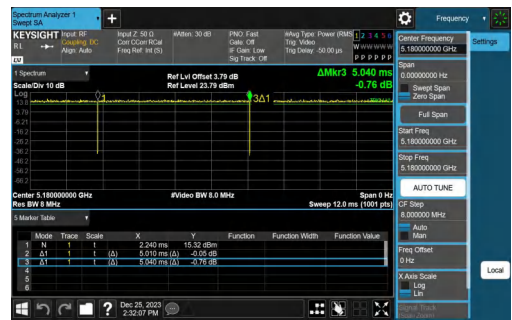 Spectrum Analyzer 1
Swept SA
Frequency
KEYSIGHT
Input: RF
Coupling: DC
Align: Auto
Input Z: 50 Ω
Corr CCorr RCal
Freq Ref: Int (S)
#Atten: 30 dB
PNO: Fast
Gate: Off
IF Gain: Low
Sig Track: Off
#Avg Type: Power (RMS
Trig: Video
Trig Delay: -50.00 µs
1 2 3 4 5 6
W W W W W W
P P P P P P
RL
LV
1 Spectrum
Scale/Div 10 dB
Ref Lvl Offset 3.79 dB
Ref Level 23.79 dBm
ΔMkr3 5.040 ms
-0.76 dB
Log
13.8
3.79
-6.21
-16.2
-26.2
-36.2
-46.2
-56.2
-66.2
1
3Δ1
Center 5.180000000 GHz
Res BW 8 MHz
#Video BW 8.0 MHz
Span 0 Hz
Sweep 12.0 ms (1001 pts)
5 Marker Table
Mode Trace Scale X Y Function Function Width Function Value
1 N 1 t 2.240 ms 15.32 dBm
2 Δ1 1 t (Δ) 5.010 ms (Δ) -0.05 dB
3 Δ1 1 t (Δ) 5.040 ms (Δ) -0.76 dB
4
5
6
Dec 25, 2023
2:32:07 PM
Center Frequency
5.180000000 GHz
Span
0.00000000 Hz
Swept Span
Zero Span
Full Span
Start Freq
5.180000000 GHz
Stop Freq
5.180000000 GHz
AUTO TUNE
CF Step
8.000000 MHz
Auto
Man
Freq Offset
0 Hz
X Axis Scale
Log
Lin
Signal Track
Settings
Local